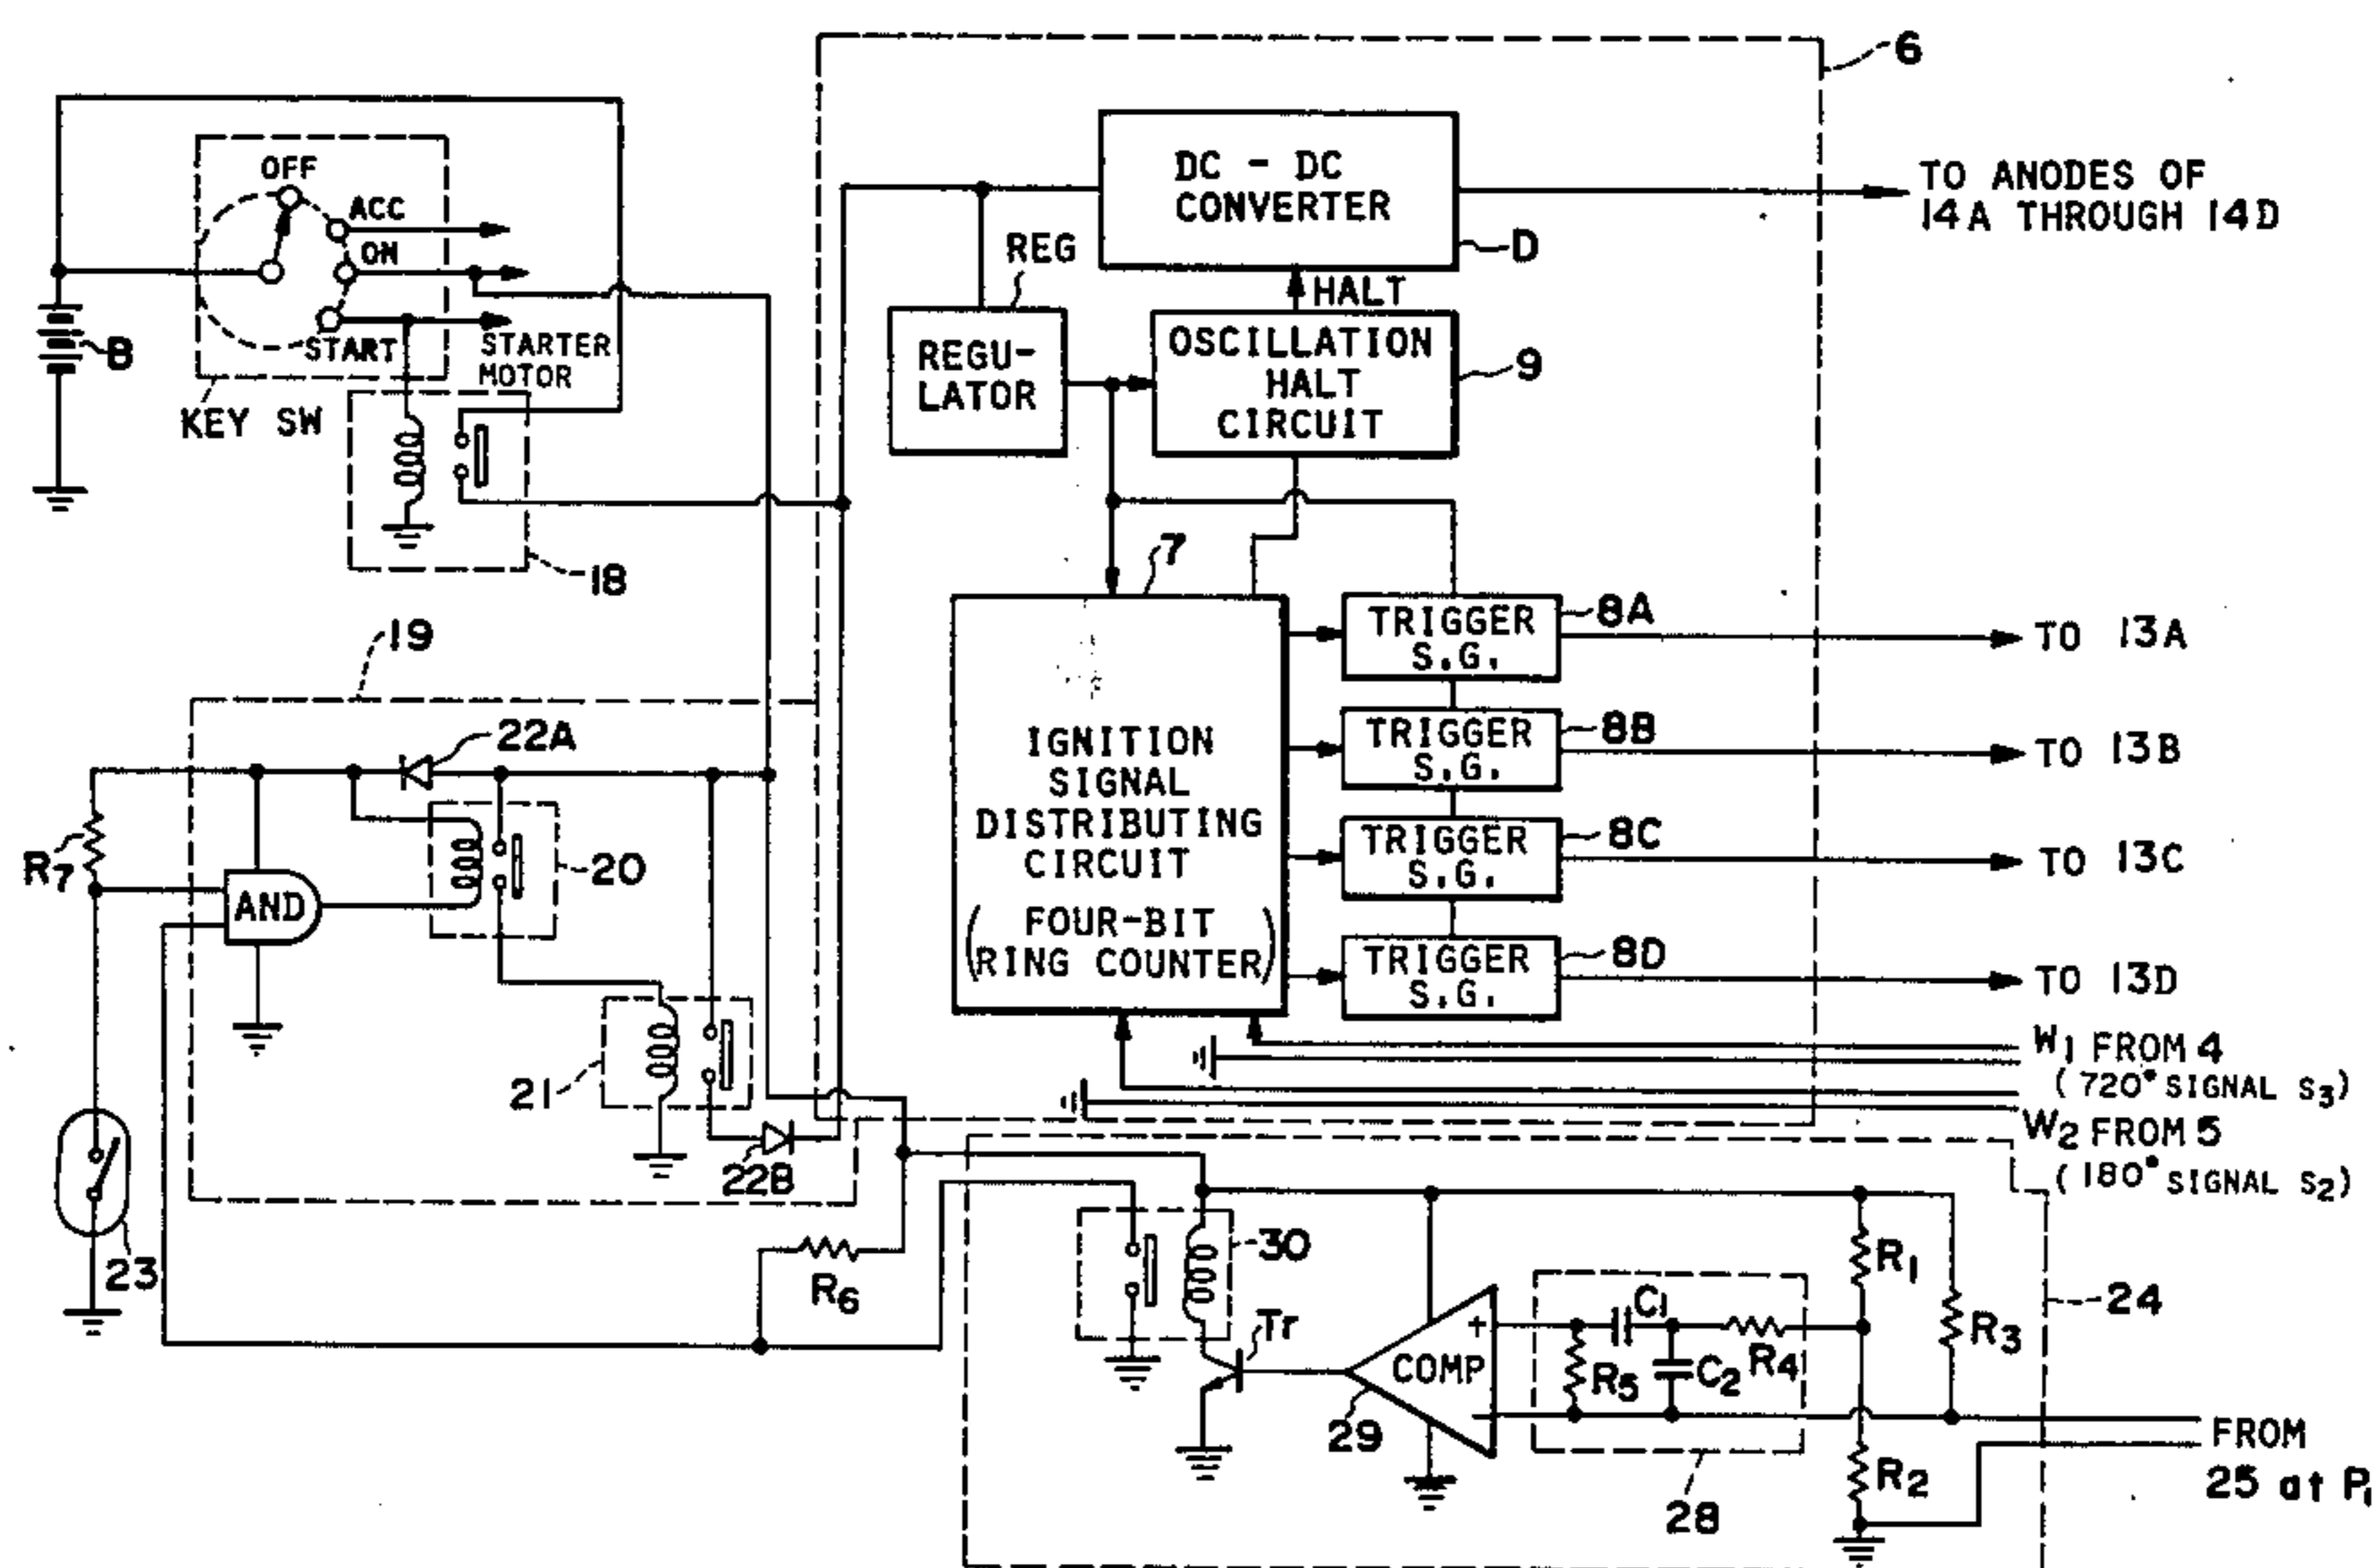 6
OFF
ACC
ON
START
STARTER
MOTOR
B
KEY SW
18
DC - DC
CONVERTER
D
TO ANODES OF
14A THROUGH 14D
REG
REGU-
LATOR
HALT
OSCILLATION
HALT
CIRCUIT
9
7
IGNITION
SIGNAL
DISTRIBUTING
CIRCUIT
(FOUR-BIT
RING COUNTER)
TRIGGER
S.G.
8A
TO 13A
TRIGGER
S.G.
8B
TO 13B
TRIGGER
S.G.
8C
TO 13C
TRIGGER
S.G.
8D
TO 13D
W1 FROM 4
(720° SIGNAL S3)
W2 FROM 5
(180° SIGNAL S2)
19
22A
R7
AND
20
21
22B
23
R6
30
Tr
COMP
+
-
29
C1
R5
C2
R4
28
R1
R3
R2
24
FROM
25 at P1